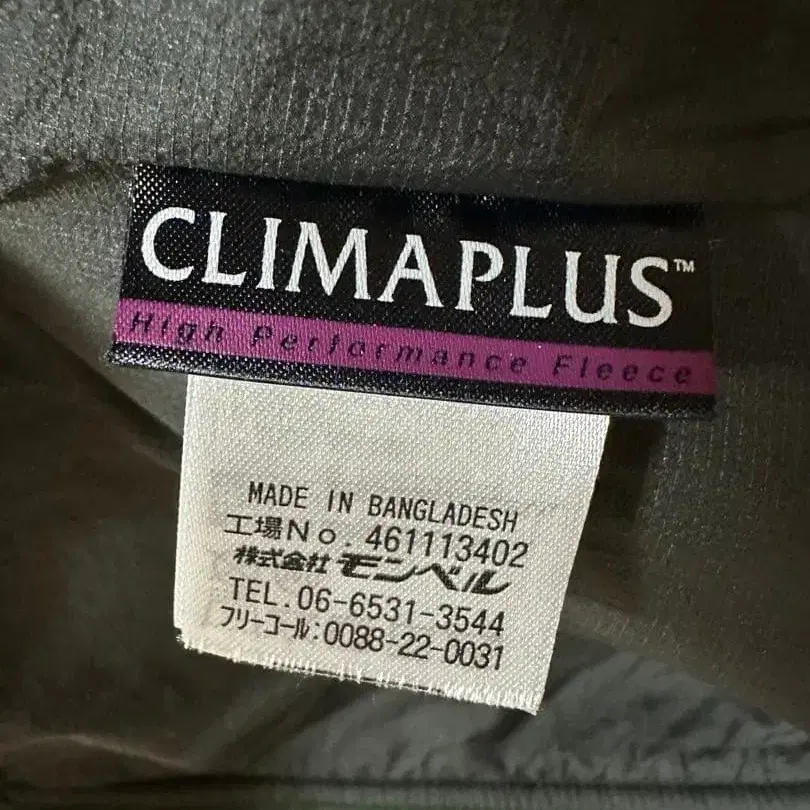 CLIMAPLUS™
High Performance Fleece
MADE IN BANGLADESH
工場No. 461113402
株式会社 モンベル
TEL.06-6531-3544
フリーコール:0088-22-0031